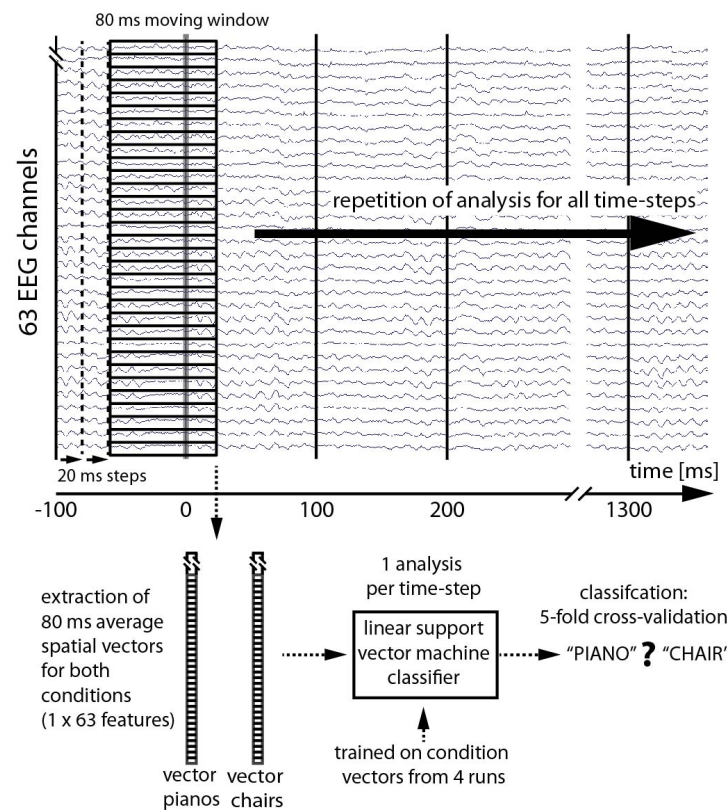 80 ms moving window
63 EEG channels
repetition of analysis for all time-steps
20 ms steps
time [ms]
-100 0 100 200 1300
extraction of
80 ms average
spatial vectors
for both
conditions
(1 x 63 features)
vector
pianos
vector
chairs
1 analysis
per time-step
linear support
vector machine
classifier
trained on condition
vectors from 4 runs
classifcation:
5-fold cross-validation
“PIANO” ? “CHAIR”